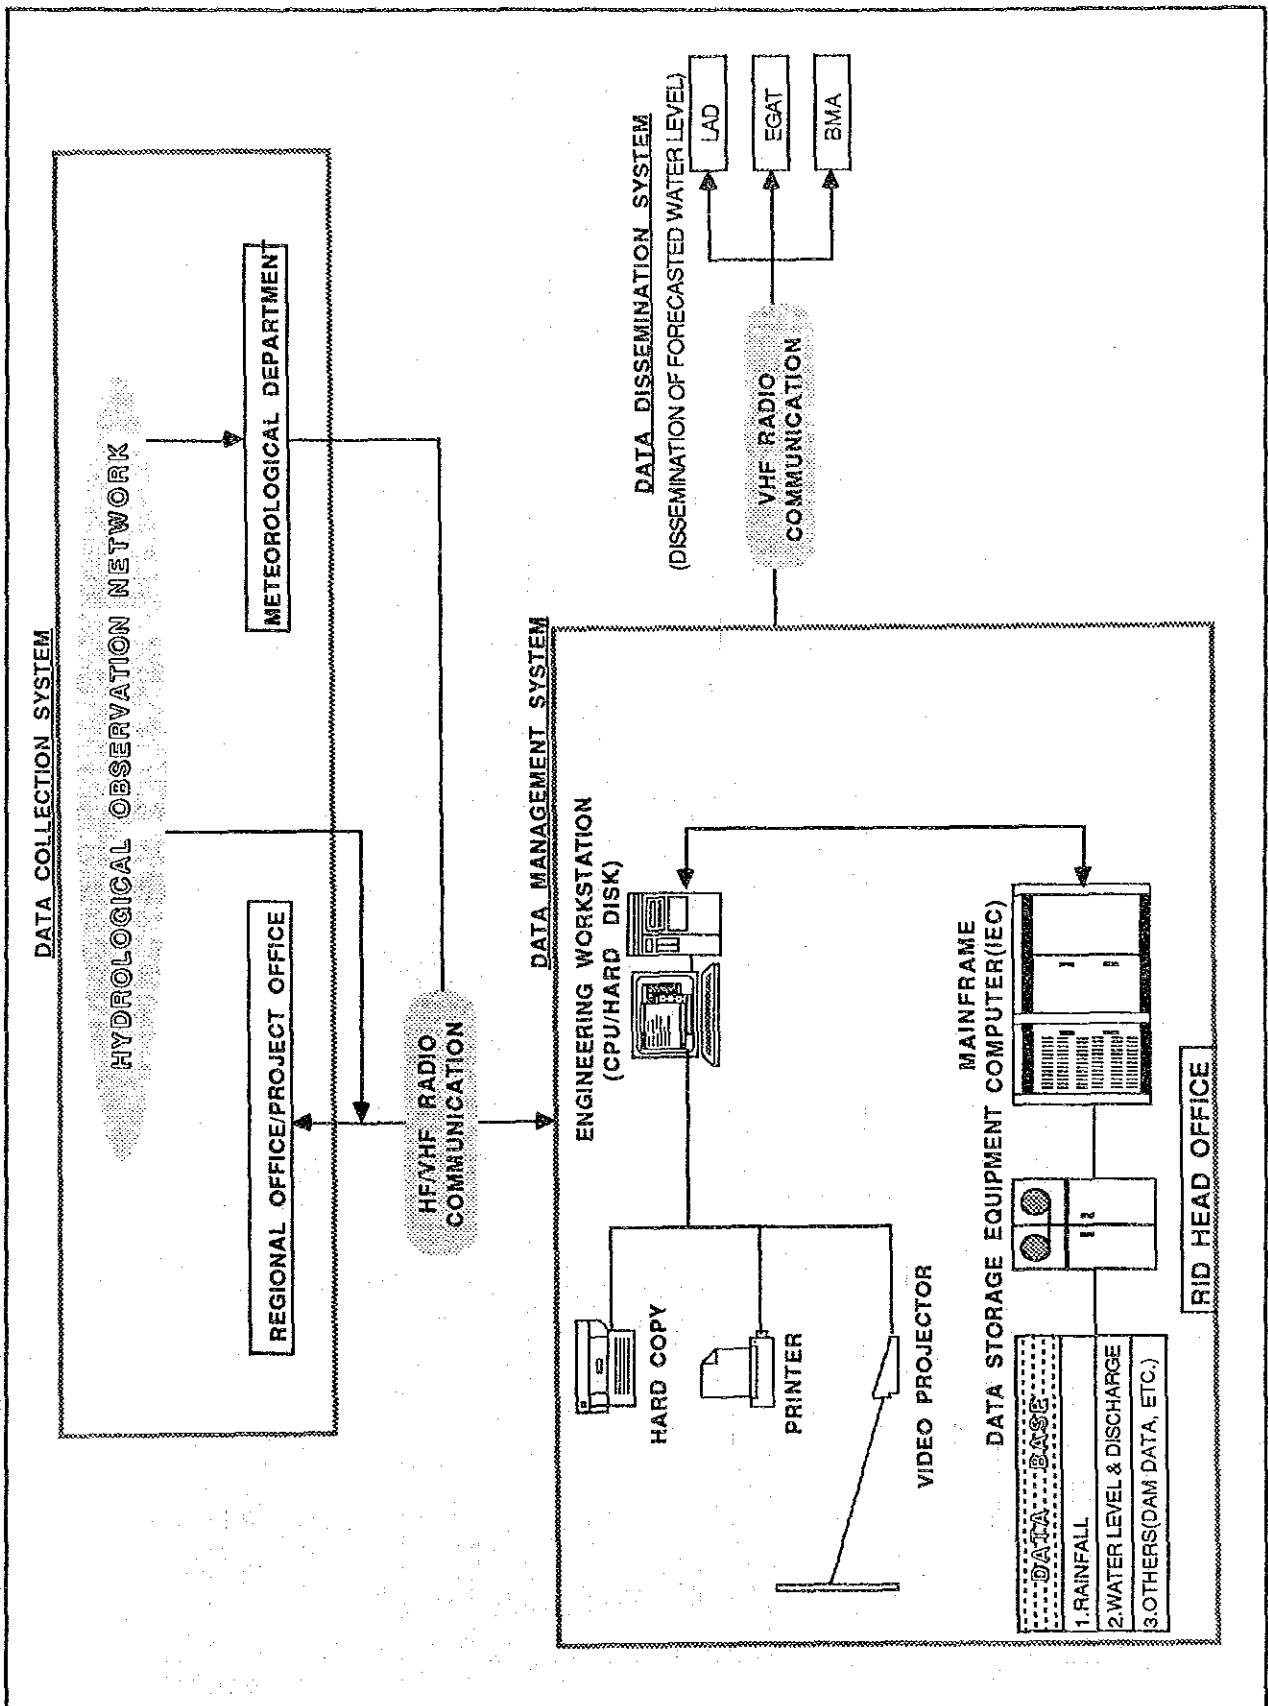 DATA COLLECTION SYSTEM
HYDROLOGICAL OBSERVATION NETWORK
REGIONAL OFFICE/PROJECT OFFICE
METEOROLOGICAL DEPARTMENT
HF/VHF RADIO
COMMUNICATION
DATA MANAGEMENT SYSTEM
ENGINEERING WORKSTATION
(CPU/HARD DISK)
HARD COPY
PRINTER
VIDEO PROJECTOR
MAINFRAME
DATA STORAGE EQUIPMENT COMPUTER(IEC)
DATA BASE
1.RAINFALL
2.WATER LEVEL & DISCHARGE
3.OTHERS(DAM DATA, ETC.)
RID HEAD OFFICE
DATA DISSEMINATION SYSTEM
(DISSEMINATION OF FORECASTED WATER LEVEL)
VHF RADIO
COMMUNICATION
LAD
EGAT
BMA